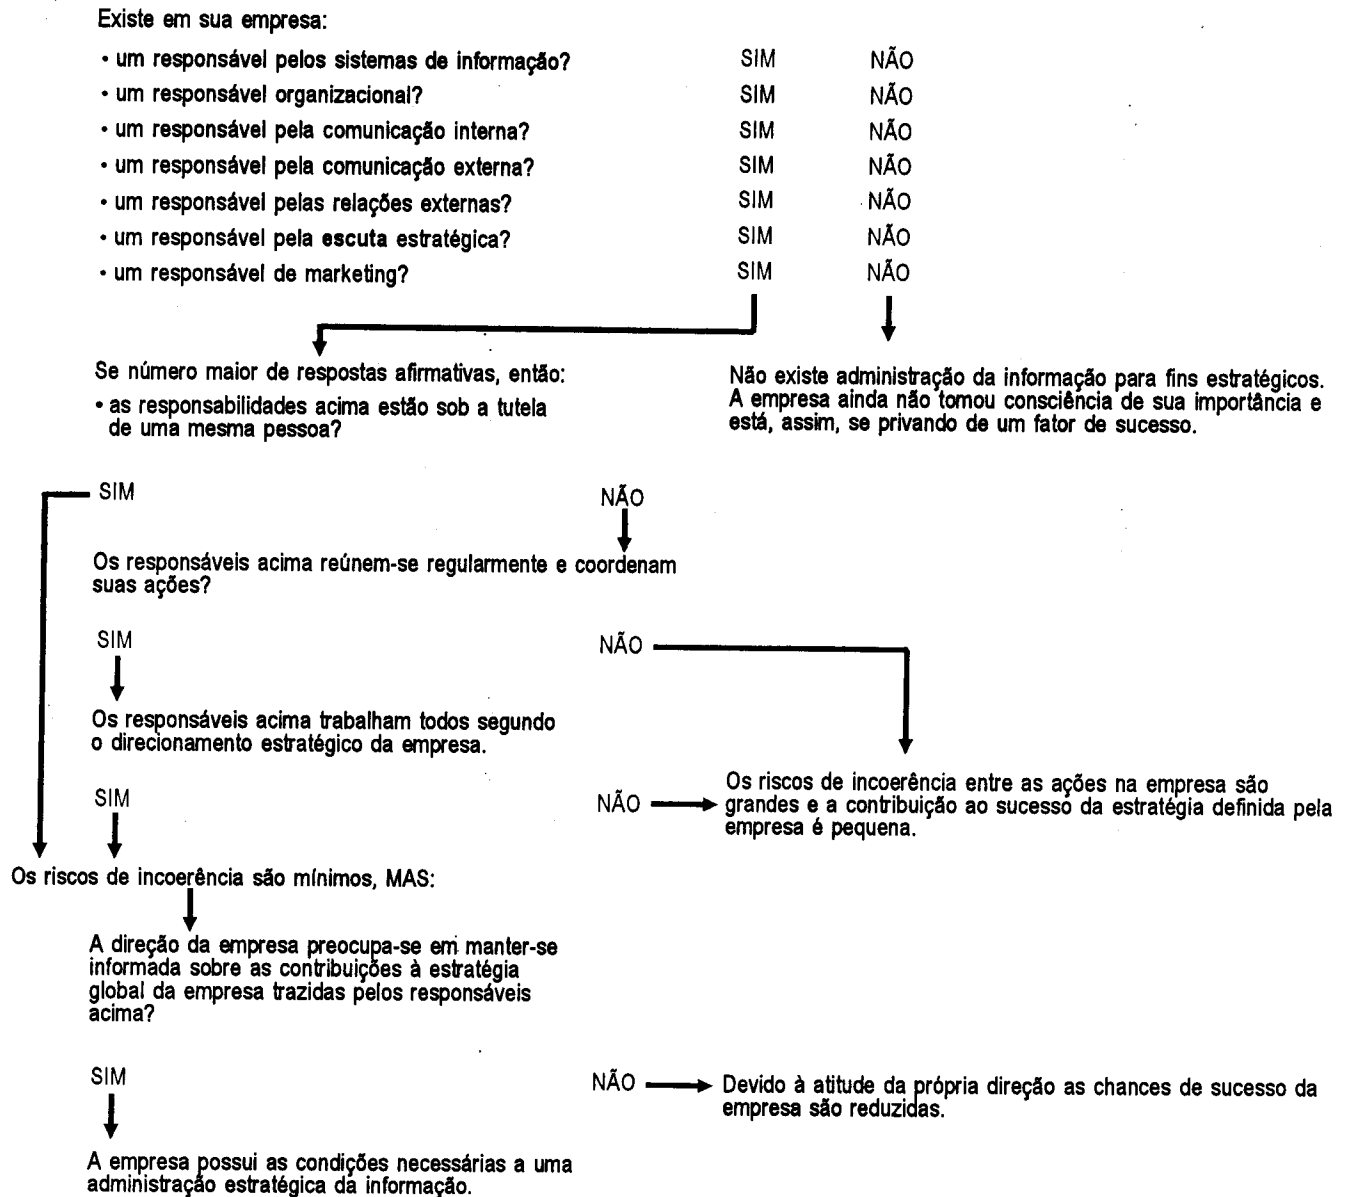 Existe em sua empresa:
• um responsável pelos sistemas de informação? SIM NÃO
• um responsável organizacional? SIM NÃO
• um responsável pela comunicação interna? SIM NÃO
• um responsável pela comunicação externa? SIM NÃO
• um responsável pelas relações externas? SIM NÃO
• um responsável pela escuta estratégica? SIM NÃO
• um responsável de marketing? SIM NÃO
Se número maior de respostas afirmativas, então:
• as responsabilidades acima estão sob a tutela
de uma mesma pessoa?
Não existe administração da informação para fins estratégicos.
A empresa ainda não tomou consciência de sua importância e
está, assim, se privando de um fator de sucesso.
SIM NÃO
Os responsáveis acima reúnem-se regularmente e coordenam
suas ações?
SIM NÃO
Os responsáveis acima trabalham todos segundo
o direcionamento estratégico da empresa.
SIM NÃO
Os riscos de incoerência entre as ações na empresa são
grandes e a contribuição ao sucesso da estratégia definida pela
empresa é pequena.
Os riscos de incoerência são mínimos, MAS:
A direção da empresa preocupa-se em manter-se
informada sobre as contribuições à estratégia
global da empresa trazidas pelos responsáveis
acima?
SIM NÃO
Devido à atitude da própria direção as chances de sucesso da
empresa são reduzidas.
A empresa possui as condições necessárias a uma
administração estratégica da informação.